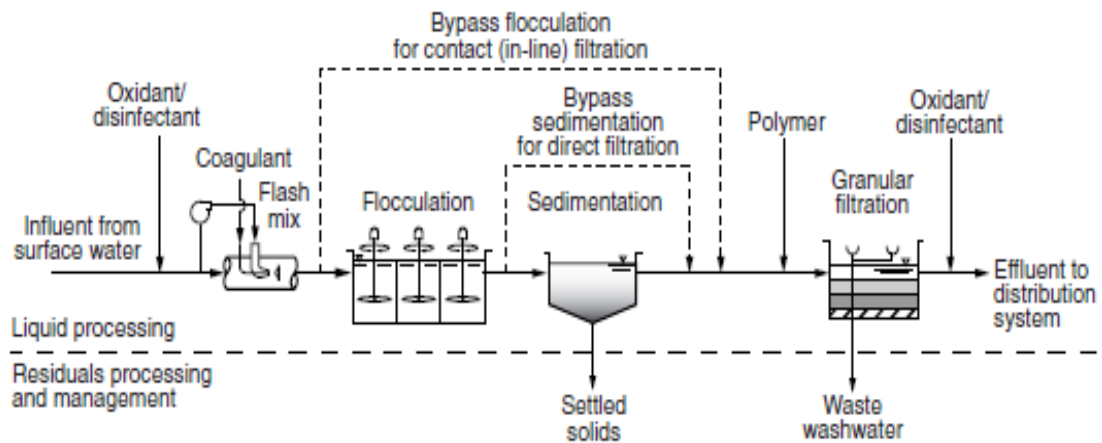 Bypass flocculation
for contact (in-line) filtration
Oxidant/
disinfectant
Bypass
sedimentation
for direct filtration
Polymer
Oxidant/
disinfectant
Coagulant
Flash
mix
Flocculation
Sedimentation
Granular
filtration
Influent from
surface water
Effluent to
distribution
system
Liquid processing
Residuals processing
and management
Settled
solids
Waste
washwater